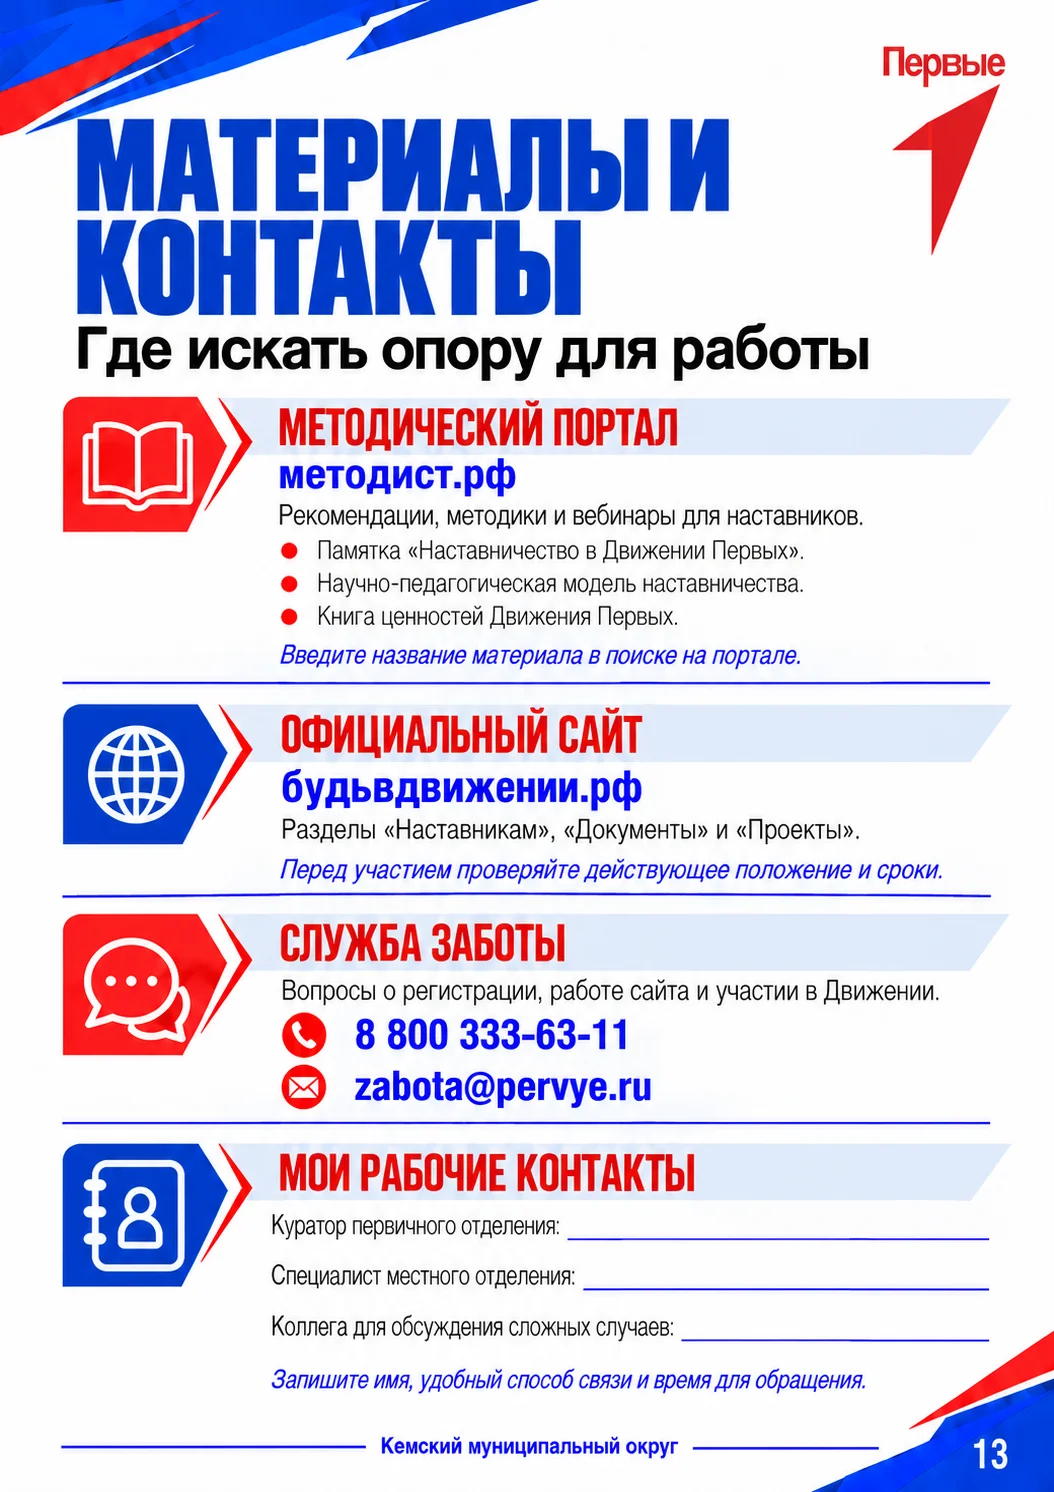 Первые
МАТЕРИАЛЫ И
КОНТАКТЫ
Где искать опору для работы
МЕТОДИЧЕСКИЙ ПОРТАЛ
методист.рф
Рекомендации, методики и вебинары для наставников.
Памятка «Наставничество в Движении Первых».
Научно-педагогическая модель наставничества.
Книга ценностей Движения Первых.
Введите название материала в поиске на портале.
ОФИЦИАЛЬНЫЙ САЙТ
будьвдвижении.рф
Разделы «Наставникам», «Документы» и «Проекты».
Перед участием проверяйте действующее положение и сроки.
СЛУЖБА ЗАБОТЫ
Вопросы о регистрации, работе сайта и участии в Движении.
8 800 333-63-11
zabota@pervye.ru
МОИ РАБОЧИЕ КОНТАКТЫ
Куратор первичного отделения:
Специалист местного отделения:
Коллега для обсуждения сложных случаев:
Запишите имя, удобный способ связи и время для обращения.
Кемский муниципальный округ
13